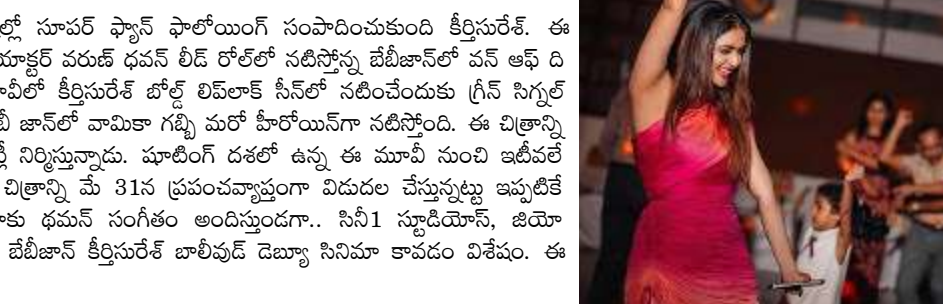 ల్లో సూపర్ ఫ్యాన్ ఫాలోయింగ్ సంపాదించుకుంది కీర్తిసురేశ్. ఈ
యాక్టర్ వరుణ్ ధవన్ లీడ్ రోల్‌లో నటిస్తోన్న బేబీజాన్‌లో వన్ ఆఫ్ ది
కీర్తిసురేశ్ బోల్డ్ లిప్‌లాక్ సీన్‌లో నటించేందుకు గ్రీన్ సిగ్నల్
జాన్‌లో వామికా గబ్బి మరో హీరోయిన్‌గా నటిస్తోంది. ఈ చిత్రాన్ని
నిర్మిస్తున్నాడు. షూటింగ్ దశలో ఉన్న ఈ మూవీ నుంచి ఇటీవలే
చిత్రాన్ని మే 31న ప్రపంచవ్యాప్తంగా విడుదల చేస్తున్నట్టు ఇప్పటికే
థమన్ సంగీతం అందిస్తుండగా.. సినీ1 స్టూడియోస్, జియో
బేబీజాన్ కీర్తిసురేశ్ బాలీవుడ్ డెబ్యూ సినిమా కావడం విశేషం. ఈ